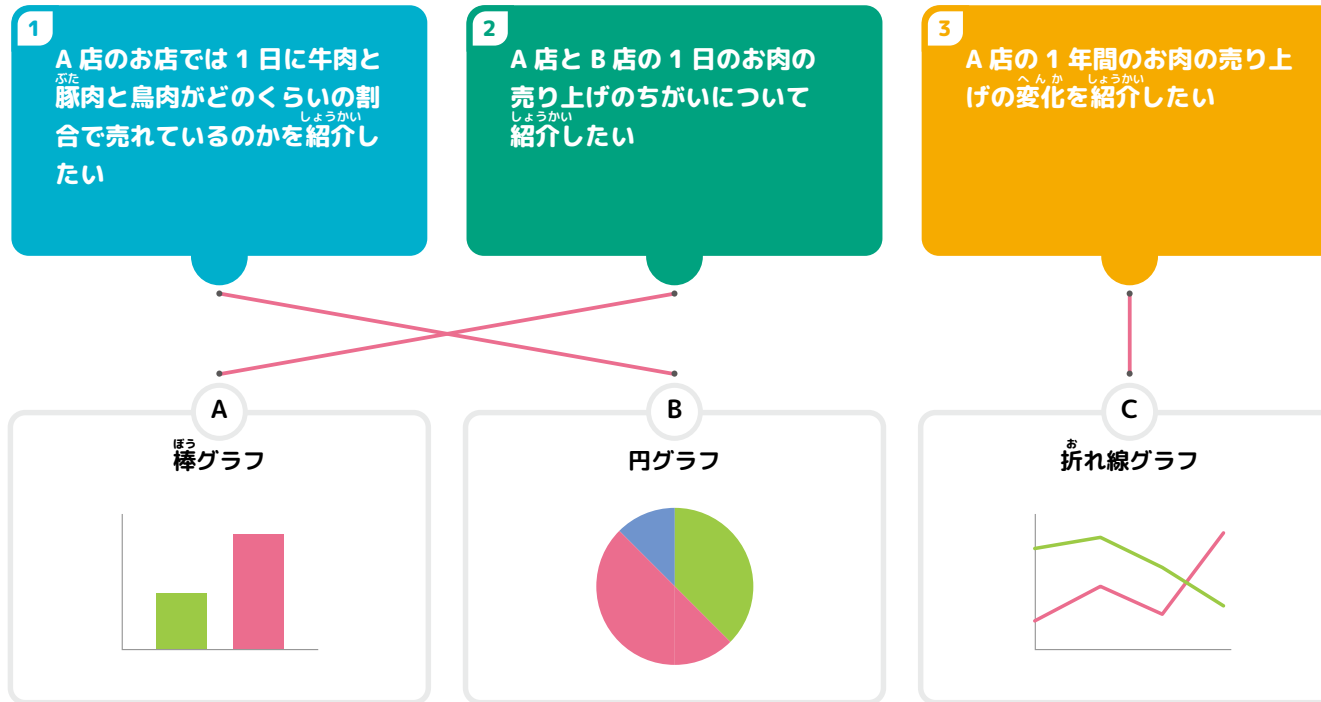 1
A 店のお店では 1 日に牛肉と
豚肉と鳥肉がどのくらいの割
合で売れているのかを紹介し
たい
2
A 店と B 店の 1 日のお肉の
売り上げのちがいについて
紹介したい
3
A 店の 1 年間のお肉の売り上
げの変化を紹介したい
A
棒グラフ
B
円グラフ
C
折れ線グラフ
ぶた
しょうかい
しょうかい
へんか
しょうかい
ぼう
お